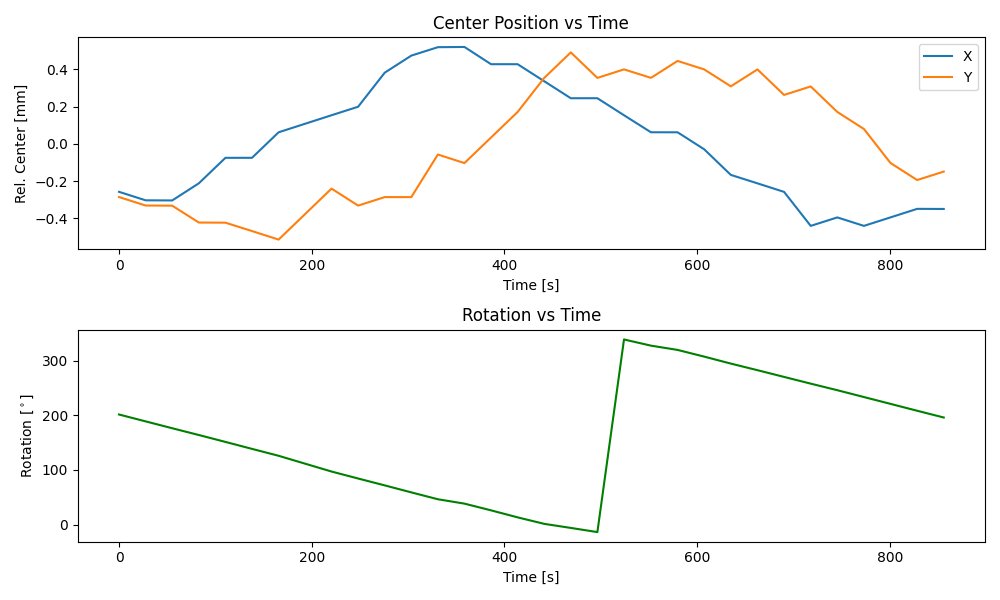 Center Position vs Time
Rel. Center [mm]
0.4
0.2
0.0
−0.2
−0.4
X
Y
0 200 400 600 800
Time [s]
Rotation vs Time
Rotation [°]
300
200
100
0
0 200 400 600 800
Time [s]